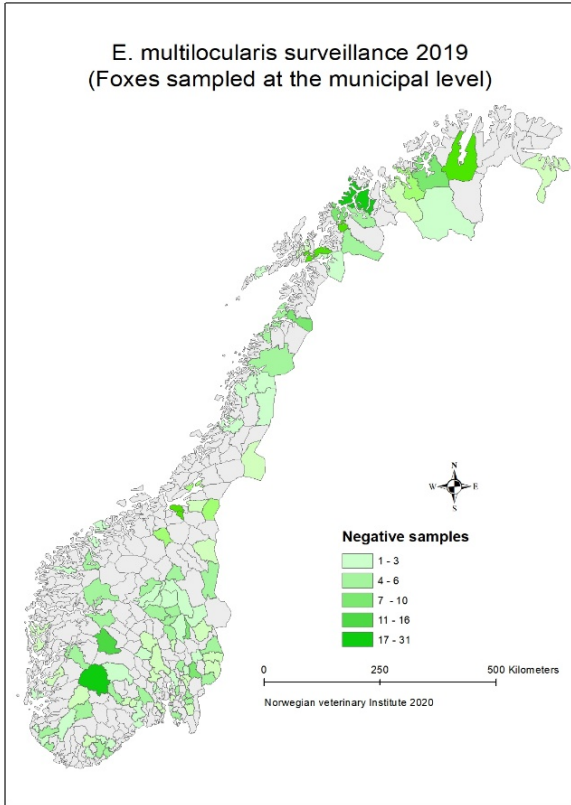 E. multilocularis surveillance 2019
(Foxes sampled at the municipal level)
N
W E
S
Negative samples
1 - 3
4 - 6
7 - 10
11 - 16
17 - 31
0 250 500 Kilometers
Norwegian veterinary Institute 2020